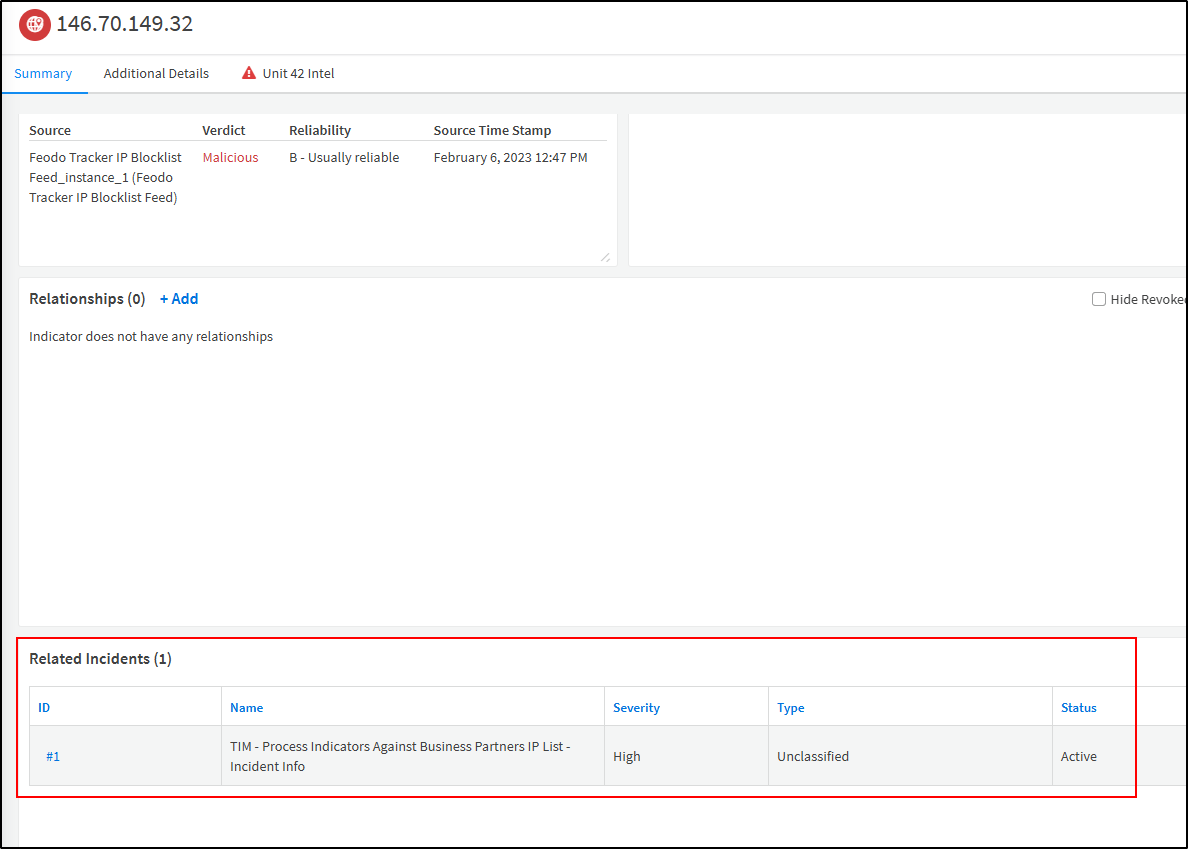 146.70.149.32
Summary Additional Details Unit 42 Intel
Source Verdict Reliability Source Time Stamp
Feodo Tracker IP Blocklist Malicious B - Usually reliable February 6, 2023 12:47 PM
Feed_instance_1 (Feodo
Tracker IP Blocklist Feed)
Relationships (0) + Add Hide Revoked
Indicator does not have any relationships
Related Incidents (1)
ID Name Severity Type Status
#1 TIM - Process Indicators Against Business Partners IP List - High Unclassified Active
Incident Info